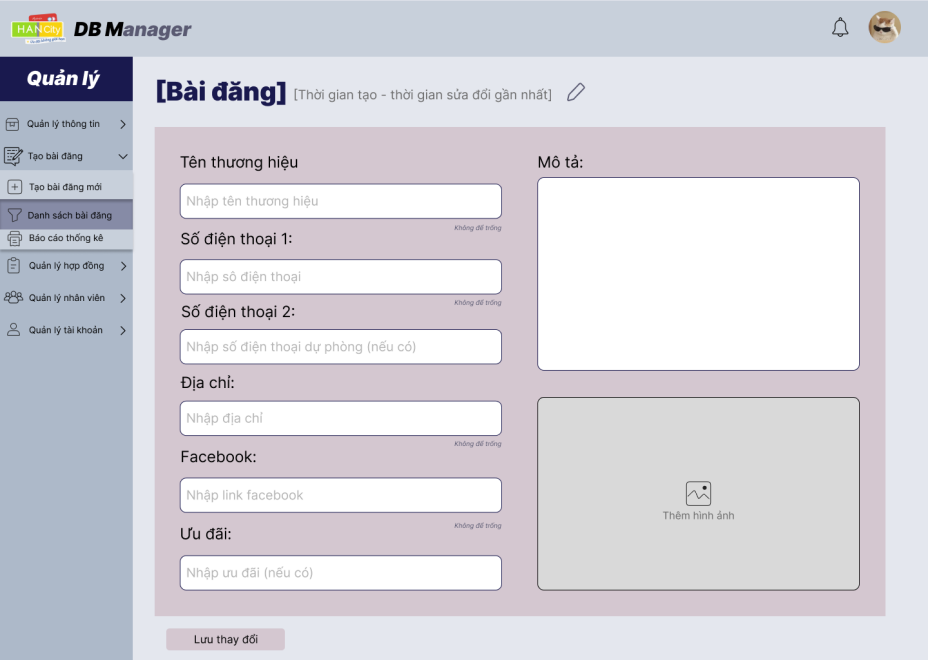 HANCity
DB Manager
Quản lý
[Bài đăng] [Thời gian tạo - thời gian sửa đổi gần nhất]
Quản lý thông tin
Tạo bài đăng
Tạo bài đăng mới
Danh sách bài đăng
Báo cáo thống kê
Quản lý hợp đồng
Quản lý nhân viên
Quản lý tài khoản
Tên thương hiệu
Nhập tên thương hiệu
Không để trống
Số điện thoại 1:
Nhập sô điện thoại
Không để trống
Số điện thoại 2:
Nhập số điện thoại dự phòng (nếu có)
Địa chỉ:
Nhập địa chỉ
Không để trống
Facebook:
Nhập link facebook
Không để trống
Ưu đãi:
Nhập ưu đãi (nếu có)
Mô tả:
Thêm hình ảnh
Lưu thay đổi